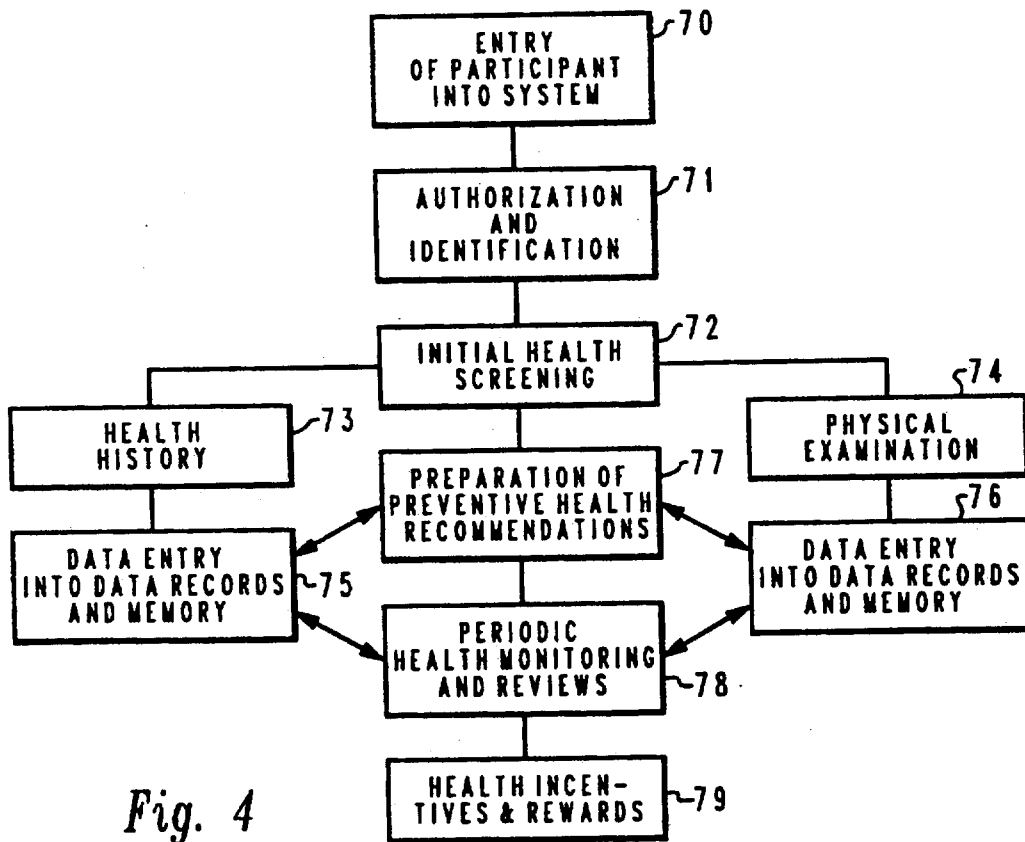 70
ENTRY
OF PARTICIPANT
INTO SYSTEM
71
AUTHORIZATION
AND
IDENTIFICATION
72
INITIAL HEALTH
SCREENING
73
HEALTH
HISTORY
74
PHYSICAL
EXAMINATION
77
PREPARATION OF
PREVENTIVE HEALTH
RECOMMENDATIONS
75
DATA ENTRY
INTO DATA RECORDS
AND MEMORY
76
DATA ENTRY
INTO DATA RECORDS
AND MEMORY
PERIODIC
HEALTH MONITORING
AND REVIEWS
78
HEALTH INCEN-
TIVES & REWARDS
79
Fig. 4